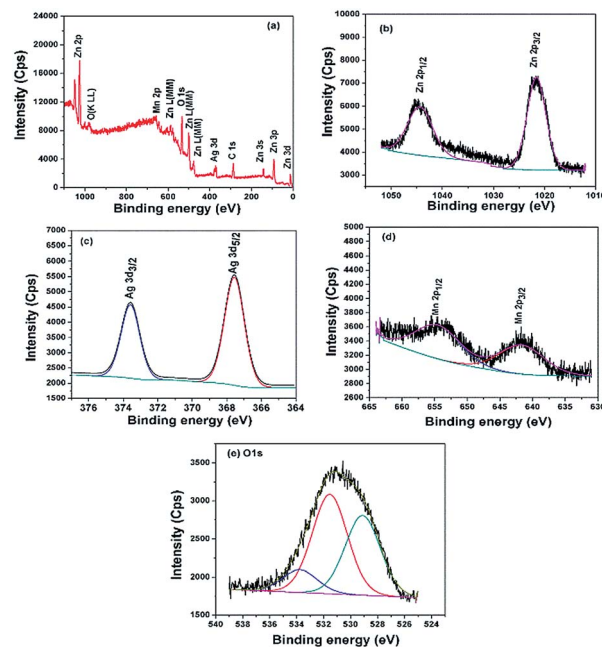 (a)
Intensity (Cps)
24000
20000
16000
12000
8000
4000
0
Zn 2p
O(K LL)
Mn 2p
Zn L(MM)
O 1s
Zn L(MM)
Zn L(MM)
Ag 3d
C 1s
Zn 3s
Zn 3p
Zn 3d
1000 800 600 400 200 0
Binding energy (eV)
(b)
Intensity (Cps)
10000
9000
8000
7000
6000
5000
4000
3000
Zn 2p1/2
Zn 2p3/2
1050 1040 1030 1020 1010
Binding energy (eV)
(c)
Intensity (Cps)
7000
6500
6000
5500
5000
4500
4000
3500
3000
2500
2000
1500
Ag 3d3/2
Ag 3d5/2
376 374 372 370 368 366 364
Binding energy (eV)
(d)
Intensity (Cps)
5000
4800
4600
4400
4200
4000
3800
3600
3400
3200
3000
2800
2600
Mn 2p1/2
Mn 2p3/2
665 660 655 650 645 640 635 630
Binding energy (eV)
(e) O1s
Intensity (Cps)
3500
3000
2500
2000
1500
540 538 536 534 532 530 528 526 524
Binding energy (eV)